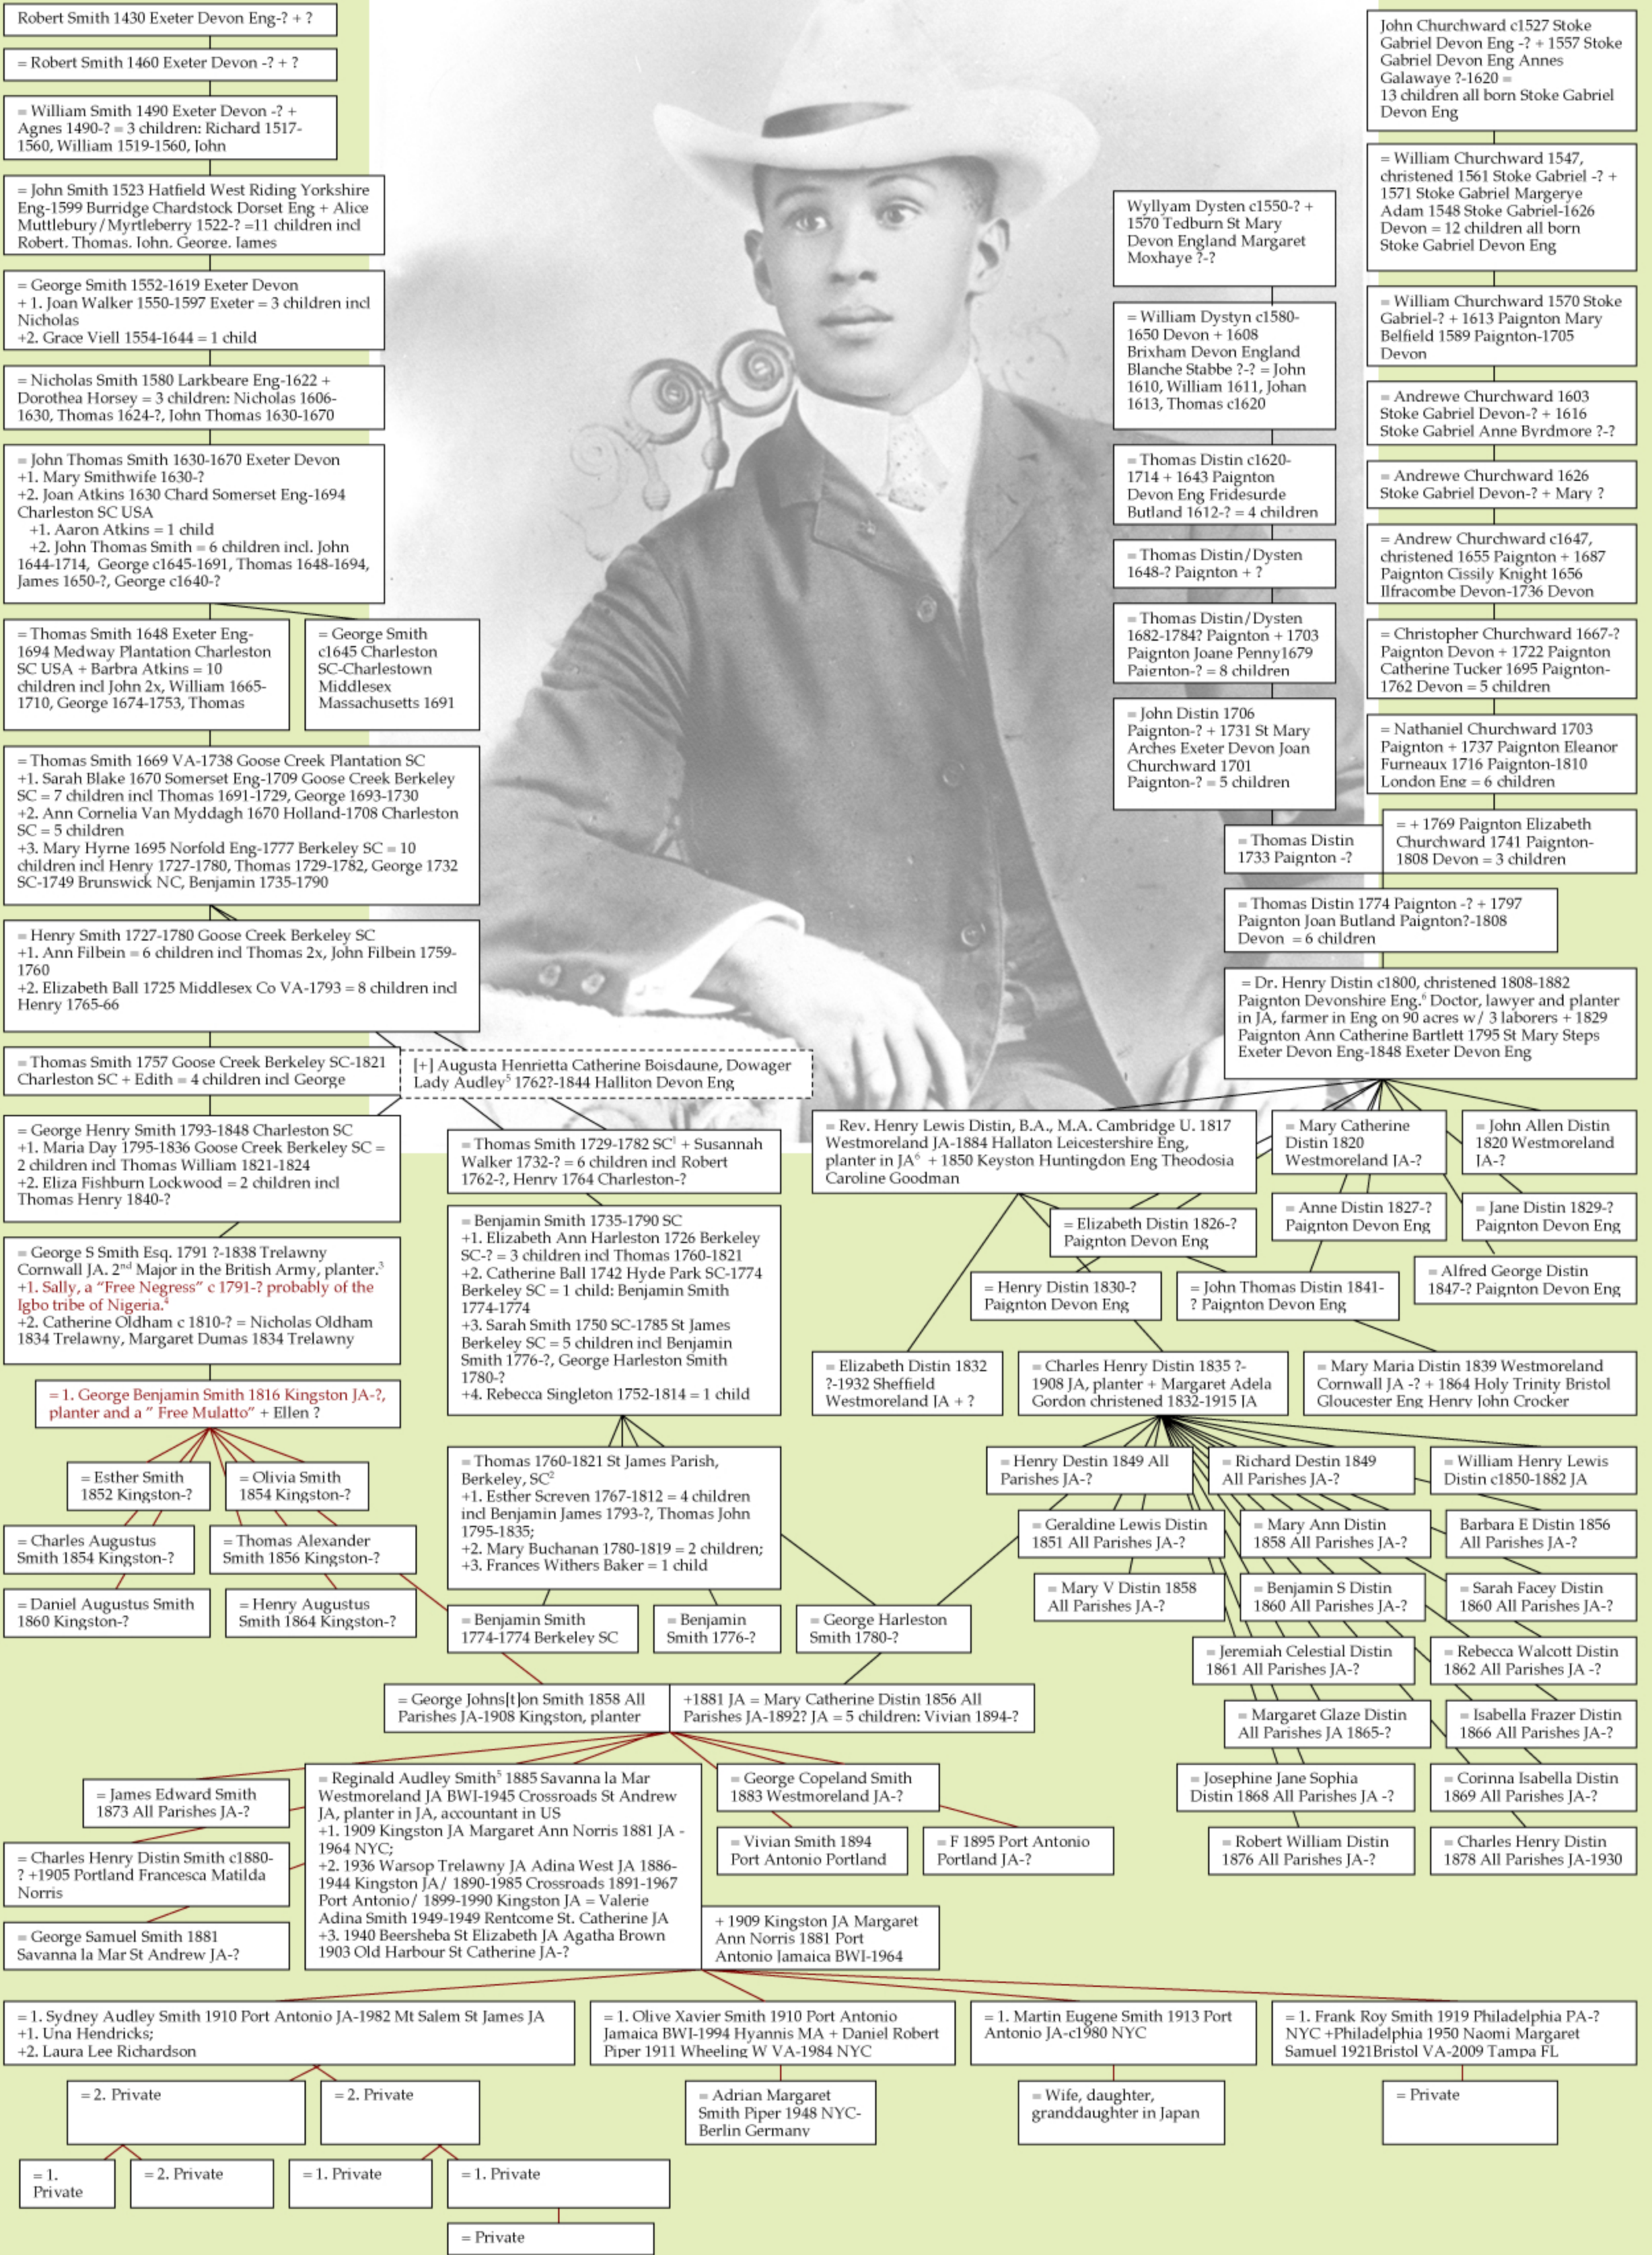 Robert Smith 1430 Exeter Devon Eng-? + ?
= Robert Smith 1460 Exeter Devon -? + ?
= William Smith 1490 Exeter Devon -? +
Agnes 1490-? = 3 children: Richard 1517-
1560, William 1519-1560, John
= John Smith 1523 Hatfield West Riding Yorkshire
Eng-1599 Burridge Chardstock Dorset Eng + Alice
Muttlebury/Myrtleberry 1522-? =11 children incl
Robert, Thomas, John, George, James
= George Smith 1552-1619 Exeter Devon
+ 1. Joan Walker 1550-1597 Exeter = 3 children incl
Nicholas
+2. Grace Viell 1554-1644 = 1 child
= Nicholas Smith 1580 Larkbeare Eng-1622 +
Dorothea Horsey = 3 children: Nicholas 1606-
1630, Thomas 1624-?, John Thomas 1630-1670
= John Thomas Smith 1630-1670 Exeter Devon
+1. Mary Smithwife 1630-?
+2. Joan Atkins 1630 Chard Somerset Eng-1694
Charleston SC USA
+1. Aaron Atkins = 1 child
+2. John Thomas Smith = 6 children incl. John
1644-1714, George c1645-1691, Thomas 1648-1694,
James 1650-?, George c1640-?
= Thomas Smith 1648 Exeter Eng-
1694 Medway Plantation Charleston
SC USA + Barbra Atkins = 10
children incl John 2x, William 1665-
1710, George 1674-1753, Thomas
= George Smith
c1645 Charleston
SC-Charlestown
Middlesex
Massachusetts 1691
= Thomas Smith 1669 VA-1738 Goose Creek Plantation SC
+1. Sarah Blake 1670 Somerset Eng-1709 Goose Creek Berkeley
SC = 7 children incl Thomas 1691-1729, George 1693-1730
+2. Ann Cornelia Van Myddagh 1670 Holland-1708 Charleston
SC = 5 children
+3. Mary Hyrne 1695 Norfold Eng-1777 Berkeley SC = 10
children incl Henry 1727-1780, Thomas 1729-1782, George 1732
SC-1749 Brunswick NC, Benjamin 1735-1790
= Henry Smith 1727-1780 Goose Creek Berkeley SC
+1. Ann Filbein = 6 children incl Thomas 2x, John Filbein 1759-
1760
+2. Elizabeth Ball 1725 Middlesex Co VA-1793 = 8 children incl
Henry 1765-66
= Thomas Smith 1757 Goose Creek Berkeley SC-1821
Charleston SC + Edith = 4 children incl George
[+] Augusta Henrietta Catherine Boisdaune, Dowager
Lady Audley⁵ 1762?-1844 Halliton Devon Eng
= George Henry Smith 1793-1848 Charleston SC
+1. Maria Day 1795-1836 Goose Creek Berkeley SC =
2 children incl Thomas William 1821-1824
+2. Eliza Fishburn Lockwood = 2 children incl
Thomas Henry 1840-?
= George S Smith Esq. 1791 ?-1838 Trelawny
Cornwall JA. 2nd Major in the British Army, planter.³
+1. Sally, a "Free Negress" c 1791-? probably of the
Igbo tribe of Nigeria.⁴
+2. Catherine Oldham c 1810-? = Nicholas Oldham
1834 Trelawny, Margaret Dumas 1834 Trelawny
= 1. George Benjamin Smith 1816 Kingston JA-?,
planter and a " Free Mulatto" + Ellen ?
= Esther Smith
1852 Kingston-?
= Olivia Smith
1854 Kingston-?
= Charles Augustus
Smith 1854 Kingston-?
= Thomas Alexander
Smith 1856 Kingston-?
= Daniel Augustus Smith
1860 Kingston-?
= Henry Augustus
Smith 1864 Kingston-?
= Thomas Smith 1729-1782 SC¹ + Susannah
Walker 1732-? = 6 children incl Robert
1762-?, Henry 1764 Charleston-?
= Benjamin Smith 1735-1790 SC
+1. Elizabeth Ann Harleston 1726 Berkeley
SC-? = 3 children incl Thomas 1760-1821
+2. Catherine Ball 1742 Hyde Park SC-1774
Berkeley SC = 1 child: Benjamin Smith
1774-1774
+3. Sarah Smith 1750 SC-1785 St James
Berkeley SC = 5 children incl Benjamin
Smith 1776-?, George Harleston Smith
1780-?
+4. Rebecca Singleton 1752-1814 = 1 child
= Thomas 1760-1821 St James Parish,
Berkeley, SC²
+1. Esther Screven 1767-1812 = 4 children
incl Benjamin James 1793-?, Thomas John
1795-1835;
+2. Mary Buchanan 1780-1819 = 2 children;
+3. Frances Withers Baker = 1 child
= Benjamin Smith
1774-1774 Berkeley SC
= Benjamin
Smith 1776-?
= George Harleston
Smith 1780-?
John Churchward c1527 Stoke
Gabriel Devon Eng -? + 1557 Stoke
Gabriel Devon Eng Annes
Galawaye ?-1620 =
13 children all born Stoke Gabriel
Devon Eng
= William Churchward 1547,
christened 1561 Stoke Gabriel -? +
1571 Stoke Gabriel Margerye
Adam 1548 Stoke Gabriel-1626
Devon = 12 children all born
Stoke Gabriel Devon Eng
= William Churchward 1570 Stoke
Gabriel-? + 1613 Paignton Mary
Belfield 1589 Paignton-1705
Devon
= Andrewe Churchward 1603
Stoke Gabriel Devon-? + 1616
Stoke Gabriel Anne Byrdmore ?-?
= Andrewe Churchward 1626
Stoke Gabriel Devon-? + Mary ?
= Andrew Churchward c1647,
christened 1655 Paignton + 1687
Paignton Cissily Knight 1656
Ilfracombe Devon-1736 Devon
= Christopher Churchward 1667-?
Paignton Devon + 1722 Paignton
Catherine Tucker 1695 Paignton-
1762 Devon = 5 children
= Nathaniel Churchward 1703
Paignton + 1737 Paignton Eleanor
Furneaux 1716 Paignton-1810
London Eng = 6 children
= + 1769 Paignton Elizabeth
Churchward 1741 Paignton-
1808 Devon = 3 children
Wyllyam Dysten c1550-? +
1570 Tedburn St Mary
Devon England Margaret
Moxhaye ?-?
= William Dystyn c1580-
1650 Devon + 1608
Brixham Devon England
Blanche Stabbe ?-? = John
1610, William 1611, Johan
1613, Thomas c1620
= Thomas Distin c1620-
1714 + 1643 Paignton
Devon Eng Fridesurde
Butland 1612-? = 4 children
= Thomas Distin/Dysten
1648-? Paignton + ?
= Thomas Distin/Dysten
1682-1784? Paignton + 1703
Paignton Joane Penny1679
Paignton-? = 8 children
= John Distin 1706
Paignton-? + 1731 St Mary
Arches Exeter Devon Joan
Churchward 1701
Paignton-? = 5 children
= Thomas Distin
1733 Paignton -?
= Thomas Distin 1774 Paignton -? + 1797
Paignton Joan Butland Paignton?-1808
Devon = 6 children
= Dr. Henry Distin c1800, christened 1808-1882
Paignton Devonshire Eng.⁶ Doctor, lawyer and planter
in JA, farmer in Eng on 90 acres w/ 3 laborers + 1829
Paignton Ann Catherine Bartlett 1795 St Mary Steps
Exeter Devon Eng-1848 Exeter Devon Eng
= Rev. Henry Lewis Distin, B.A., M.A. Cambridge U. 1817
Westmoreland JA-1884 Hallaton Leicestershire Eng,
planter in JA⁶ + 1850 Keyston Huntingdon Eng Theodosia
Caroline Goodman
= Mary Catherine
Distin 1820
Westmoreland JA-?
= John Allen Distin
1820 Westmoreland
JA-?
= Elizabeth Distin 1826-?
Paignton Devon Eng
= Anne Distin 1827-?
Paignton Devon Eng
= Jane Distin 1829-?
Paignton Devon Eng
= Henry Distin 1830-?
Paignton Devon Eng
= John Thomas Distin 1841-
? Paignton Devon Eng
= Alfred George Distin
1847-? Paignton Devon Eng
= Elizabeth Distin 1832
?-1932 Sheffield
Westmoreland JA + ?
= Charles Henry Distin 1835 ?-
1908 JA, planter + Margaret Adela
Gordon christened 1832-1915 JA
= Mary Maria Distin 1839 Westmoreland
Cornwall JA -? + 1864 Holy Trinity Bristol
Gloucester Eng Henry John Crocker
= Henry Destin 1849 All
Parishes JA-?
= Richard Destin 1849
All Parishes JA-?
= William Henry Lewis
Distin c1850-1882 JA
= Geraldine Lewis Distin
1851 All Parishes JA-?
= Mary Ann Distin
1858 All Parishes JA-?
Barbara E Distin 1856
All Parishes JA-?
= Mary V Distin 1858
All Parishes JA-?
= Benjamin S Distin
1860 All Parishes JA-?
= Sarah Facey Distin
1860 All Parishes JA-?
= Jeremiah Celestial Distin
1861 All Parishes JA-?
= Rebecca Walcott Distin
1862 All Parishes JA -?
= Margaret Glaze Distin
All Parishes JA 1865-?
= Isabella Frazer Distin
1866 All Parishes JA-?
= Josephine Jane Sophia
Distin 1868 All Parishes JA -?
= Corinna Isabella Distin
1869 All Parishes JA-?
= Robert William Distin
1876 All Parishes JA-?
= Charles Henry Distin
1878 All Parishes JA-1930
= George Johns[t]on Smith 1858 All
Parishes JA-1908 Kingston, planter
+1881 JA = Mary Catherine Distin 1856 All
Parishes JA-1892? JA = 5 children: Vivian 1894-?
= James Edward Smith
1873 All Parishes JA-?
= Charles Henry Distin Smith c1880-
? +1905 Portland Francesca Matilda
Norris
= George Samuel Smith 1881
Savanna la Mar St Andrew JA-?
= Reginald Audley Smith⁵ 1885 Savanna la Mar
Westmoreland JA BWI-1945 Crossroads St Andrew
JA, planter in JA, accountant in US
+1. 1909 Kingston JA Margaret Ann Norris 1881 JA -
1964 NYC;
+2. 1936 Warsop Trelawny JA Adina West JA 1886-
1944 Kingston JA/ 1890-1985 Crossroads 1891-1967
Port Antonio/ 1899-1990 Kingston JA = Valerie
Adina Smith 1949-1949 Rentcome St. Catherine JA
+3. 1940 Beersheba St Elizabeth JA Agatha Brown
1903 Old Harbour St Catherine JA-?
= George Copeland Smith
1883 Westmoreland JA-?
= Vivian Smith 1894
Port Antonio Portland
= F 1895 Port Antonio
Portland JA-?
+ 1909 Kingston JA Margaret
Ann Norris 1881 Port
Antonio Jamaica BWI-1964
= 1. Sydney Audley Smith 1910 Port Antonio JA-1982 Mt Salem St James JA
+1. Una Hendricks;
+2. Laura Lee Richardson
= 1. Olive Xavier Smith 1910 Port Antonio
Jamaica BWI-1994 Hyannis MA + Daniel Robert
Piper 1911 Wheeling W VA-1984 NYC
= 1. Martin Eugene Smith 1913 Port
Antonio JA-c1980 NYC
= 1. Frank Roy Smith 1919 Philadelphia PA-?
NYC +Philadelphia 1950 Naomi Margaret
Samuel 1921Bristol VA-2009 Tampa FL
= 2. Private
= 2. Private
= Adrian Margaret
Smith Piper 1948 NYC-
Berlin Germany
= Wife, daughter,
granddaughter in Japan
= Private
= 1.
Private
= 2. Private
= 1. Private
= 1. Private
= Private